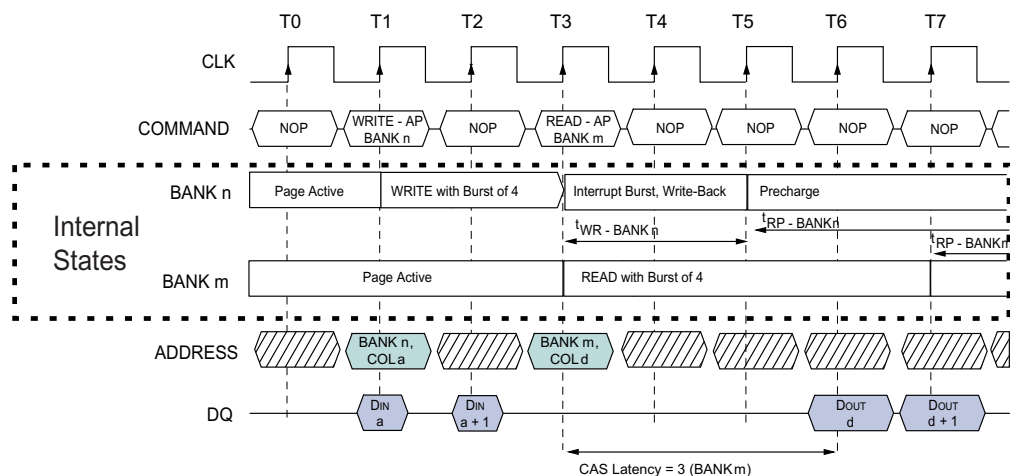 T0 T1 T2 T3 T4 T5 T6 T7
CLK
COMMAND NOP WRITE - AP BANK n NOP READ - AP BANK m NOP NOP NOP NOP
Internal States
BANK n Page Active WRITE with Burst of 4 Interrupt Burst, Write-Back Precharge
tWR - BANK n tRP - BANK n
tRP - BANK n
BANK m Page Active READ with Burst of 4
ADDRESS BANK n, COL a BANK m, COL d
DQ DIN a DIN a + 1 DOUT d DOUT d + 1
CAS Latency = 3 (BANK m)